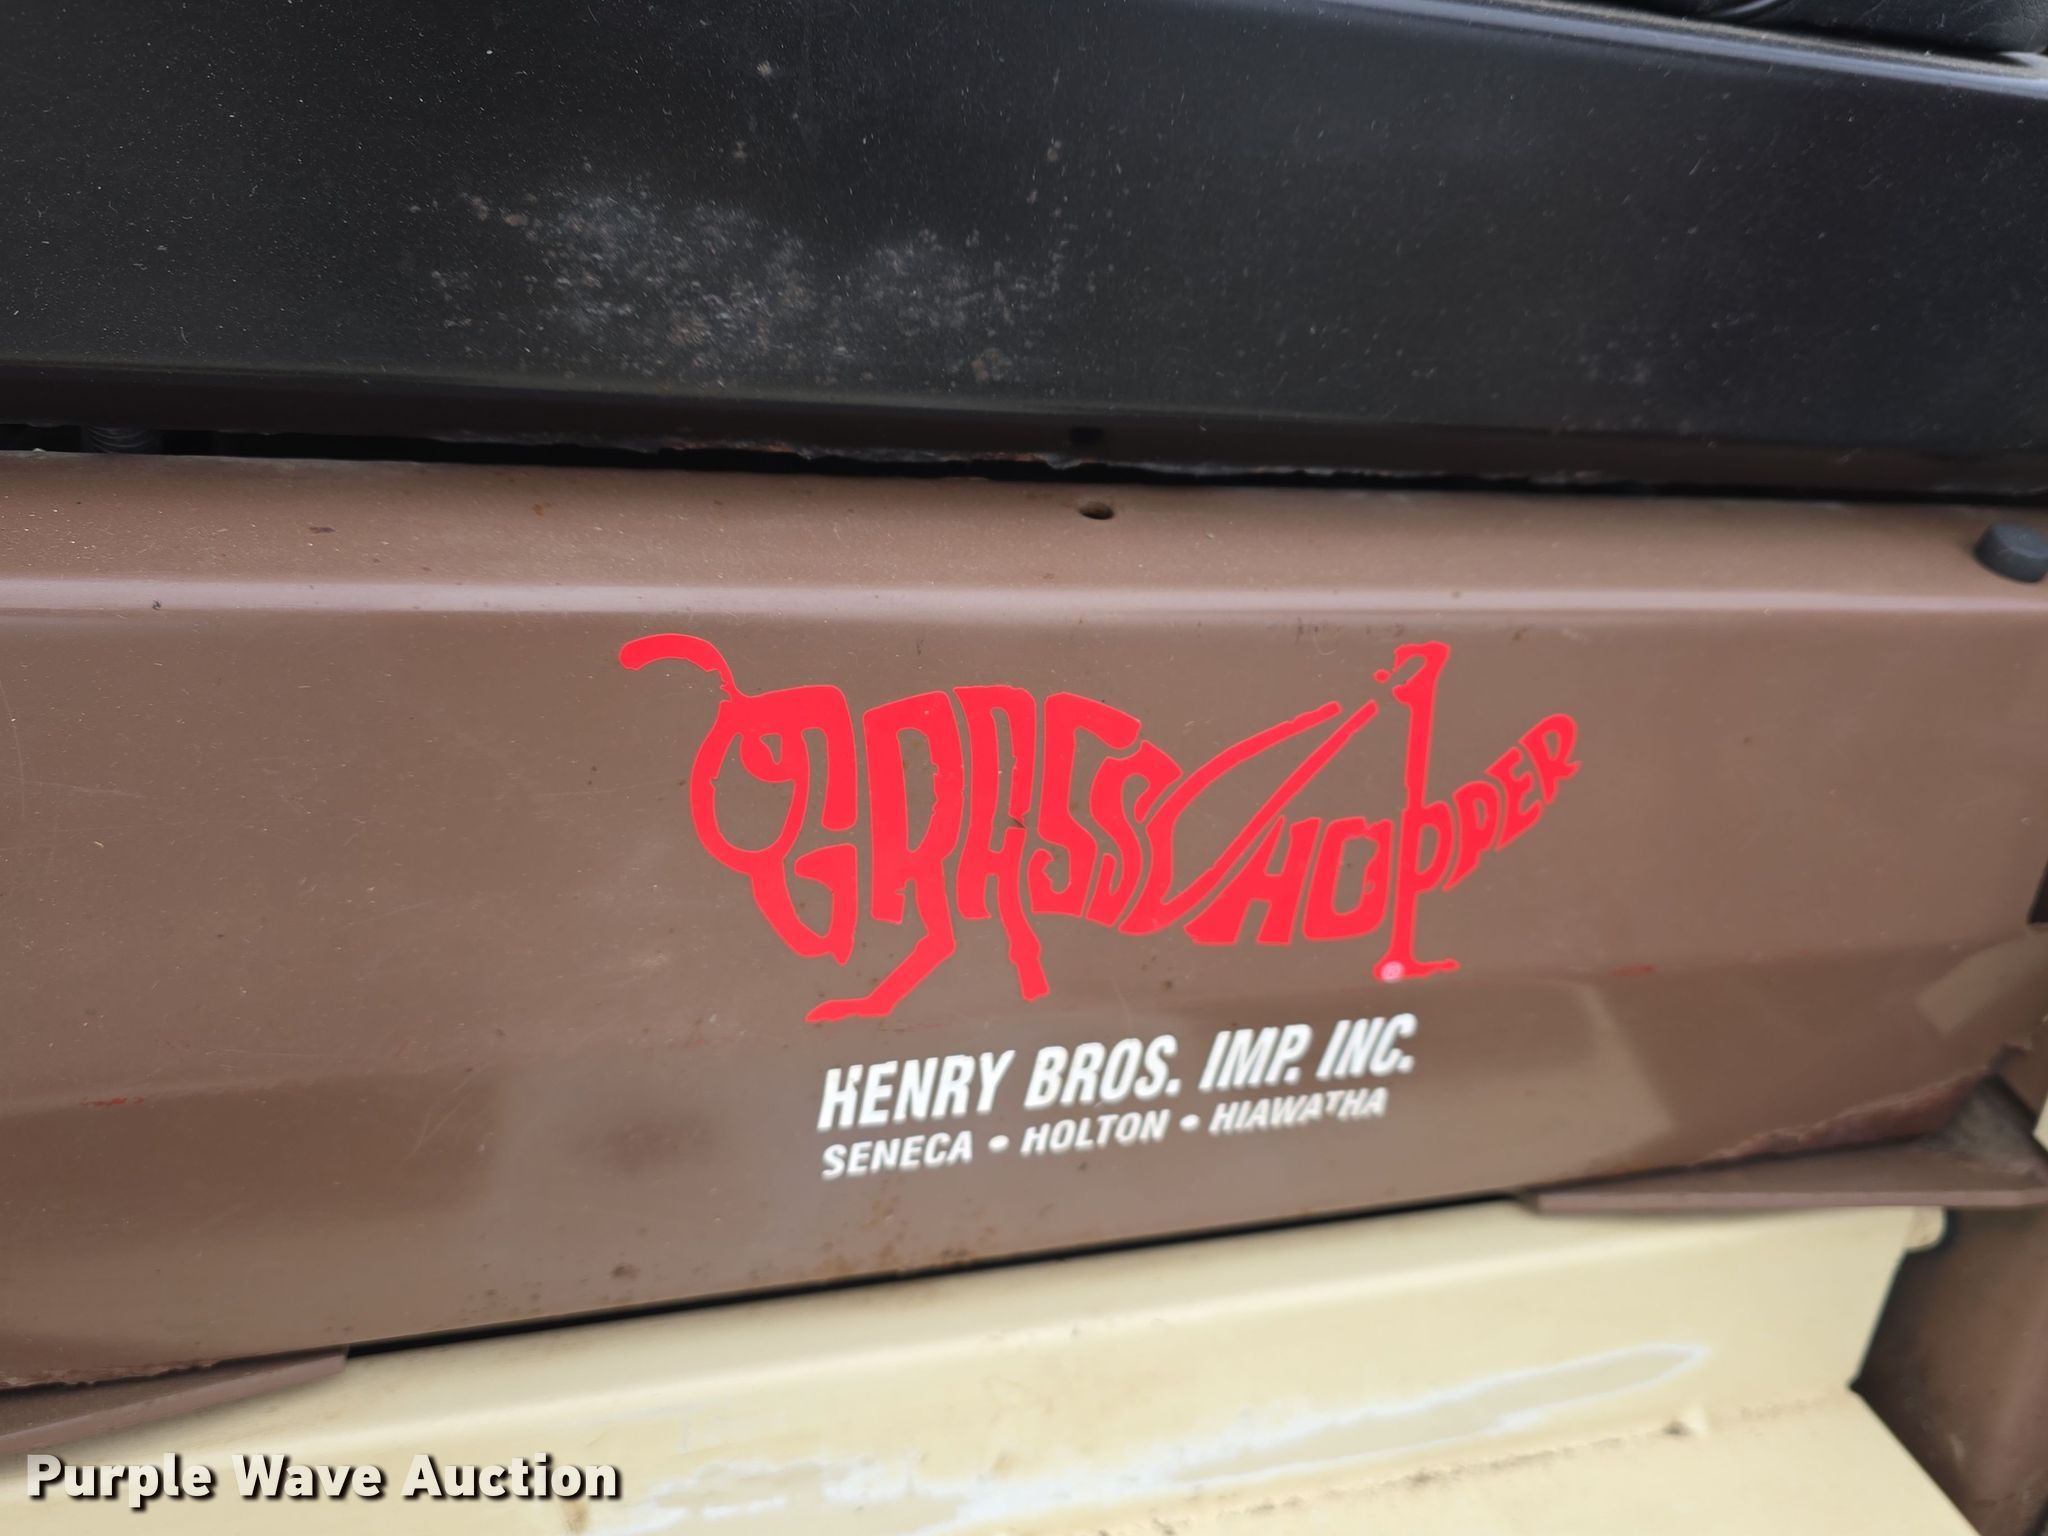 GRASSHOPPER
HENRY BROS. IMP. INC.
SENECA • HOLTON • HIAWATHA
Purple Wave Auction